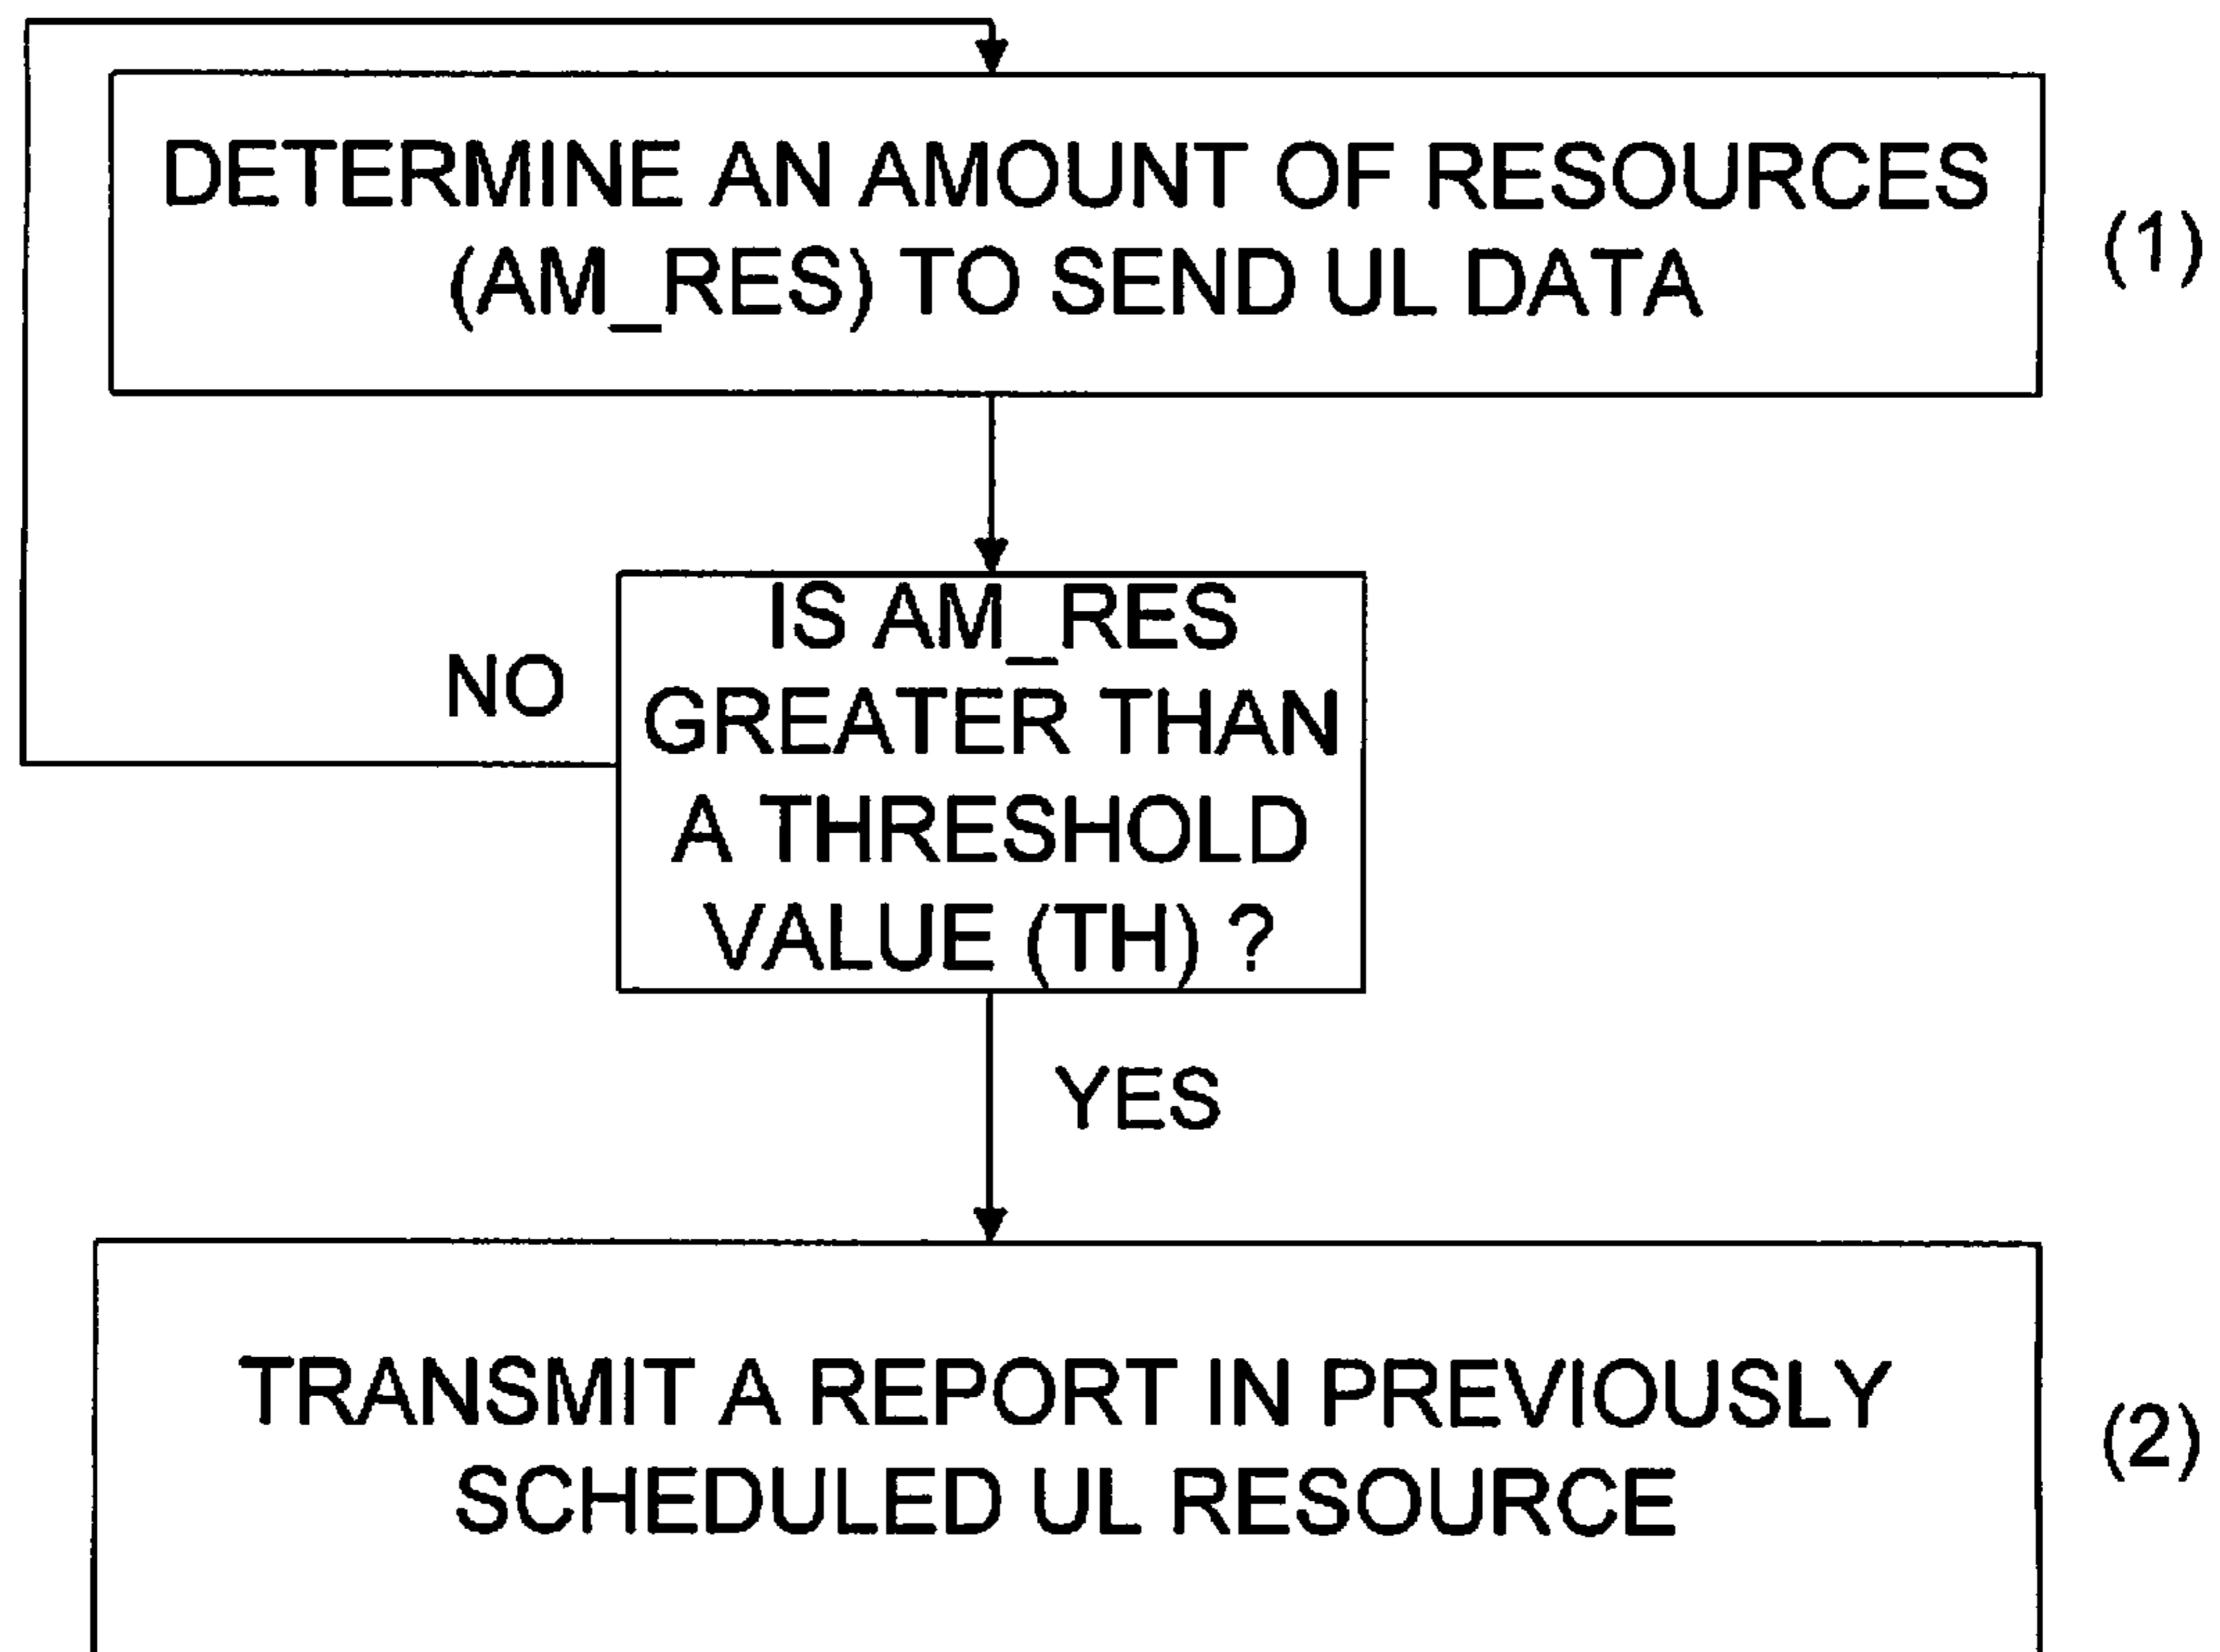 DETERMINE AN AMOUNT OF RESOURCES
(AM_RES) TO SEND UL DATA
(1)
IS AM_RES
GREATER THAN
A THRESHOLD
VALUE (TH) ?
NO
YES
TRANSMIT A REPORT IN PREVIOUSLY
SCHEDULED UL RESOURCE
(2)